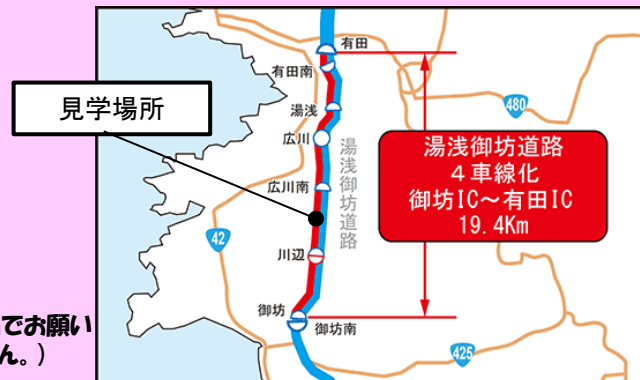 有田
有田南
480
見学場所
湯浅
広川
湯浅御坊道路
湯浅御坊道路
4車線化
御坊IC～有田IC
19.4Km
広川南
42
川辺
御坊
御坊南
でお願い
ん。）
425